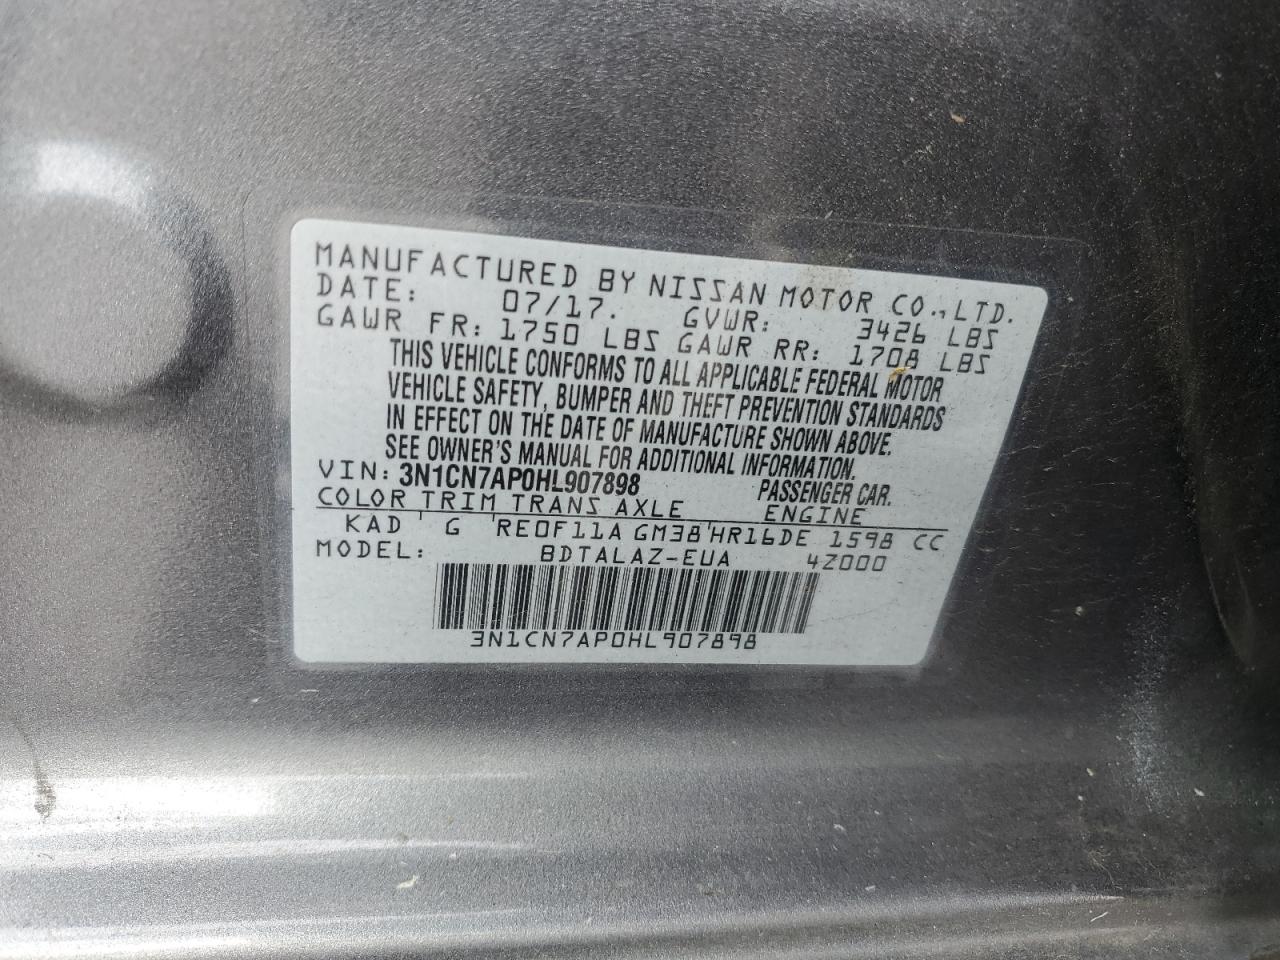 MANUFACTURED BY NISSAN MOTOR CO., LTD.
DATE: 07/17. GVWR: 3426 LBS
GAWR FR: 1750 LBS GAWR RR: 1708 LBS
THIS VEHICLE CONFORMS TO ALL APPLICABLE FEDERAL MOTOR
VEHICLE SAFETY, BUMPER AND THEFT PREVENTION STANDARDS
IN EFFECT ON THE DATE OF MANUFACTURE SHOWN ABOVE.
SEE OWNER'S MANUAL FOR ADDITIONAL INFORMATION.
VIN: 3N1CN7AP0HL907898 PASSENGER CAR.
COLOR TRIM TRANS AXLE ENGINE
KAD G RE0F11A GM38 HR16DE 1598 CC
MODEL: BDTALAZ-EUA 4Z000
3N1CN7AP0HL907898